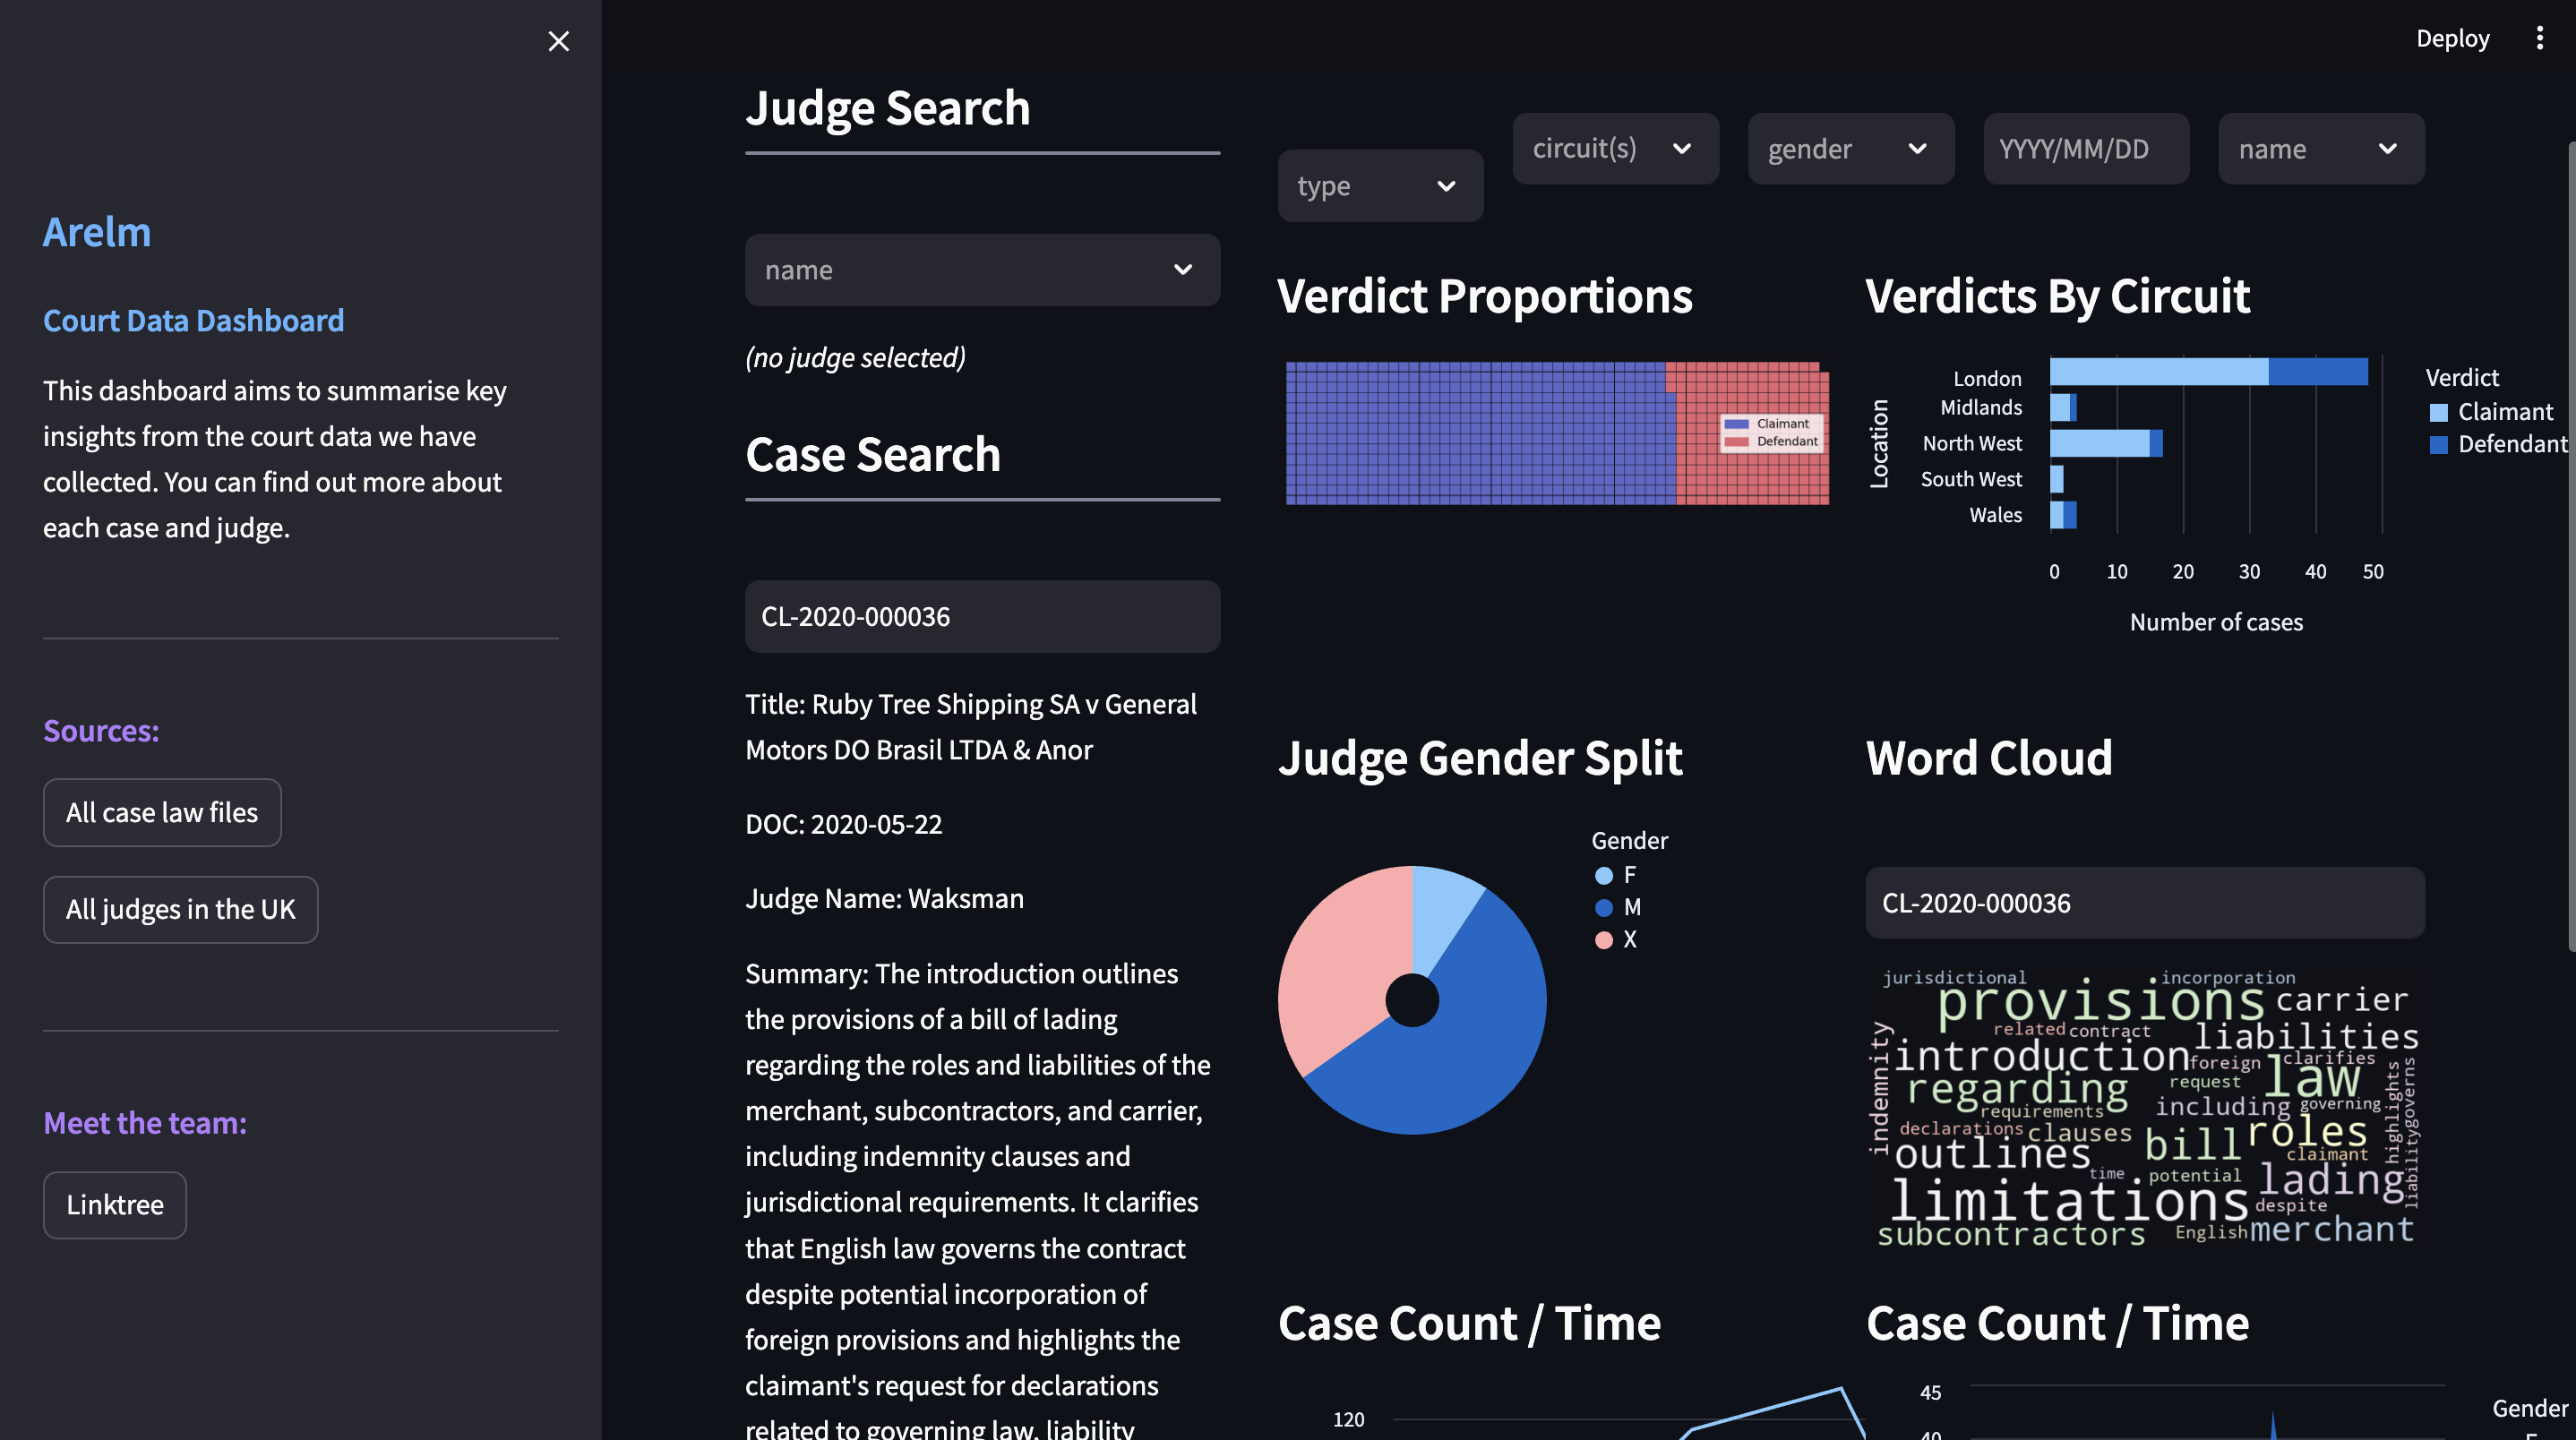 Deploy
Arelm
Court Data Dashboard
This dashboard aims to summarise key
insights from the court data we have
collected. You can find out more about
each case and judge.
Sources:
All case law files
All judges in the UK
Meet the team:
Linktree
Judge Search
name
(no judge selected)
Case Search
CL-2020-000036
Title: Ruby Tree Shipping SA v General
Motors DO Brasil LTDA & Anor
DOC: 2020-05-22
Judge Name: Waksman
Summary: The introduction outlines
the provisions of a bill of lading
regarding the roles and liabilities of the
merchant, subcontractors, and carrier,
including indemnity clauses and
jurisdictional requirements. It clarifies
that English law governs the contract
despite potential incorporation of
foreign provisions and highlights the
claimant's request for declarations
related to governing law, liability
type
circuit(s)
gender
YYYY/MM/DD
name
Verdict Proportions
Claimant
Defendant
Verdicts By Circuit
Location
London
Midlands
North West
South West
Wales
0 10 20 30 40 50
Number of cases
Verdict
Claimant
Defendant
Judge Gender Split
Gender
F
M
X
Word Cloud
CL-2020-000036
jurisdictional
incorporation
provisions
carrier
related
contract
liabilities
indemnity
introduction
foreign
clarifies
regarding
request
law
requirements
including
governing
highlights
governs
declarations
clauses
bill
roles
outlines
claimant
time
potential
lading
liability
limitations
despite
subcontractors
English
merchant
Case Count / Time
120
Case Count / Time
45
40
Gender